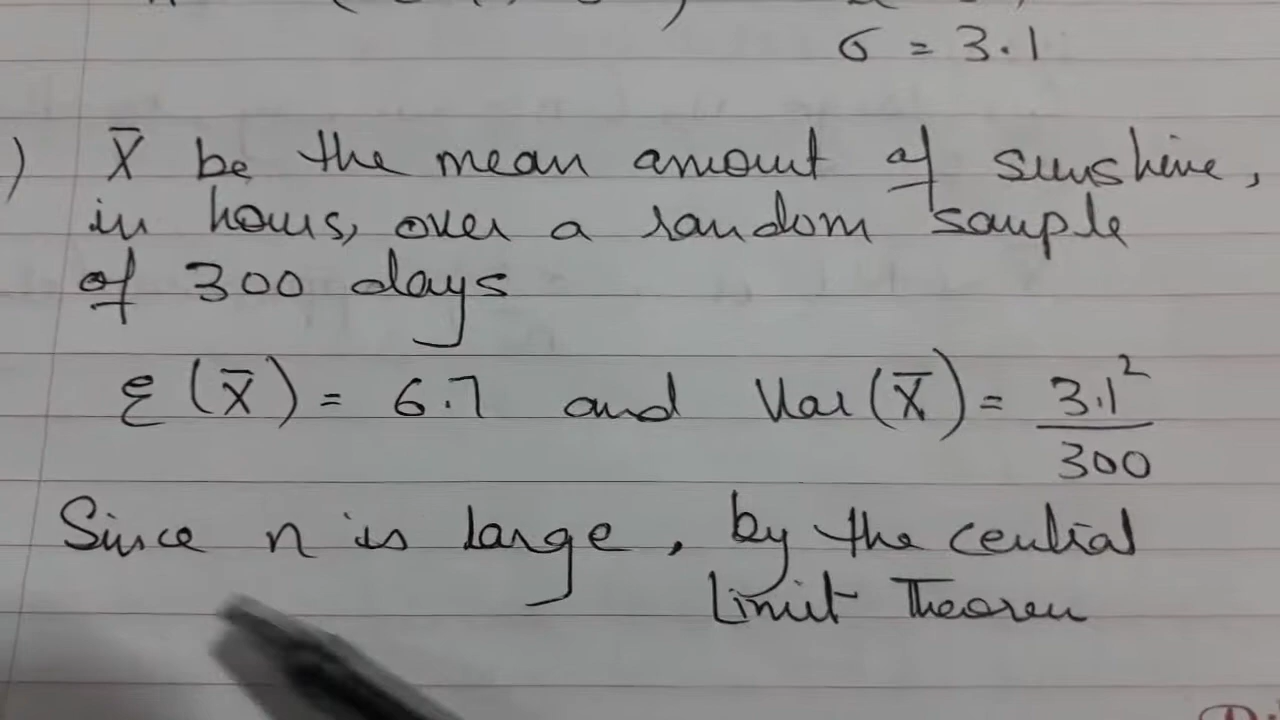 σ = 3.1
) X̄ be the mean amount of sunshine,
in hours, over a random sample
of 300 days
E(X̄) = 6.7 and Var(X̄) = 3.1²/300
Since n is large, by the central
Limit Theorem